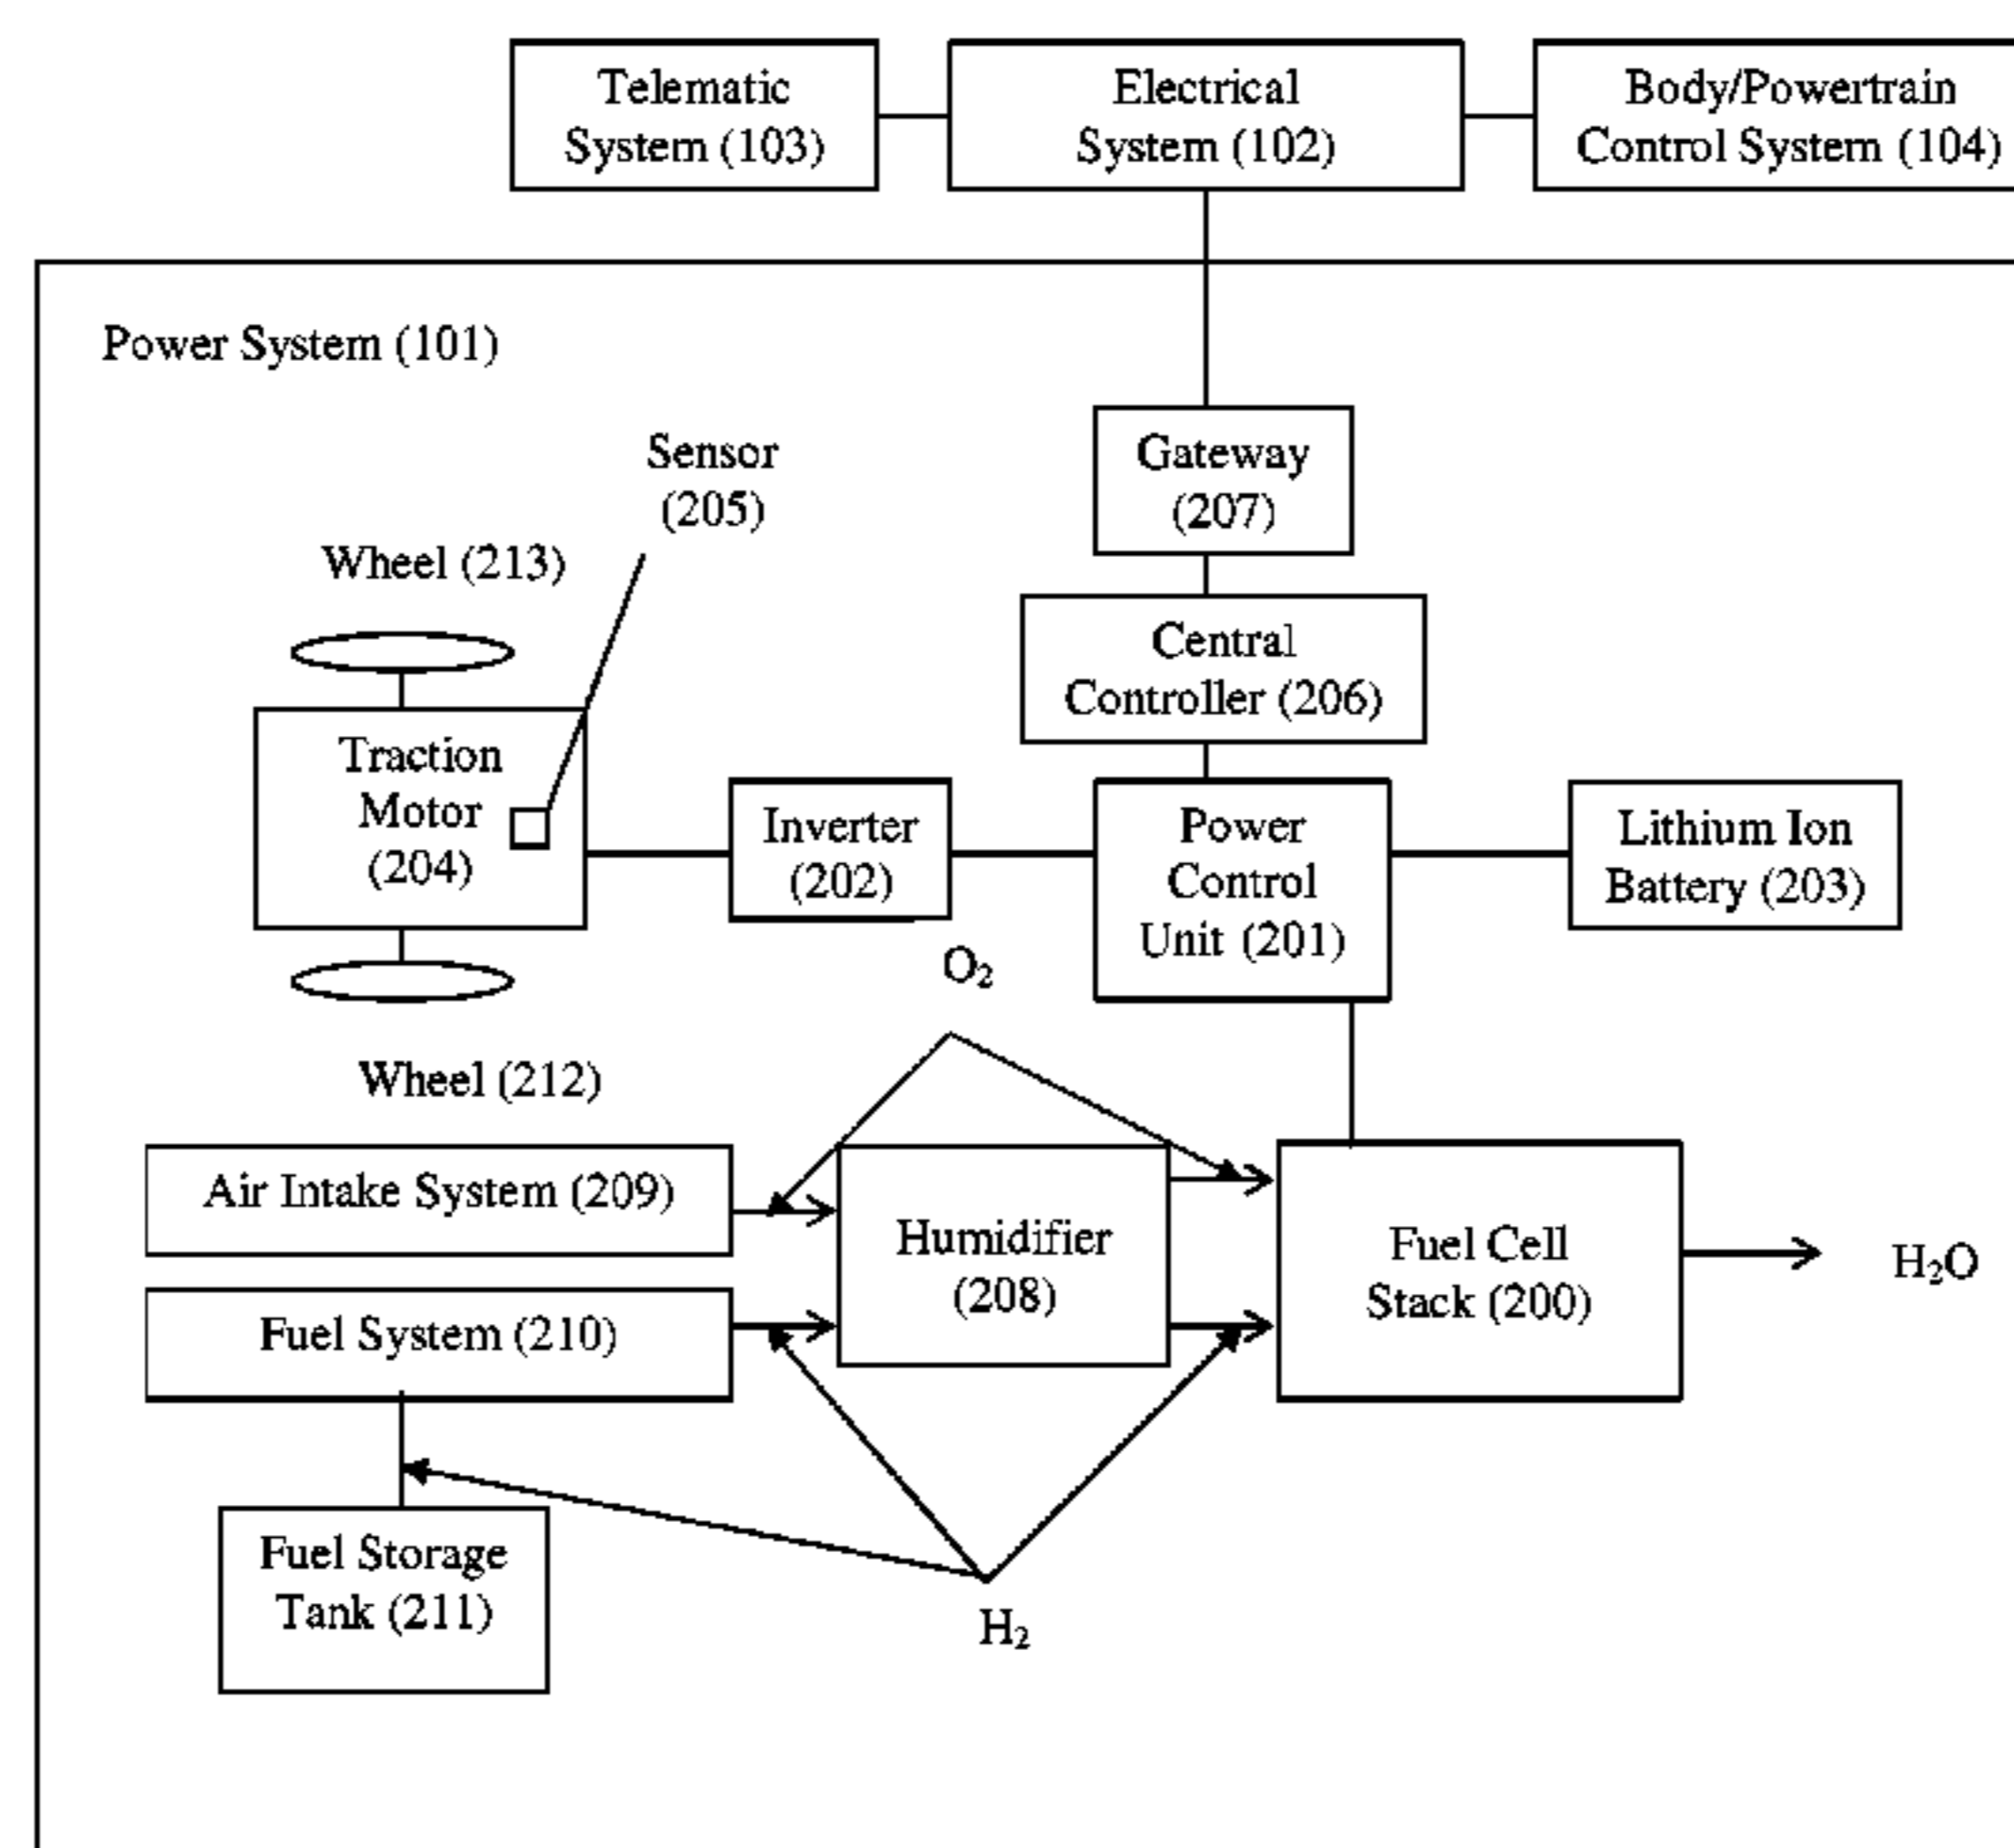 Telematic
System (103)
Electrical
System (102)
Body/Powertrain
Control System (104)
Power System (101)
Sensor
(205)
Gateway
(207)
Wheel (213)
Central
Controller (206)
Traction
Motor
(204)
Inverter
(202)
Power
Control
Unit (201)
Lithium Ion
Battery (203)
O₂
Wheel (212)
Air Intake System (209)
Humidifier
(208)
Fuel Cell
Stack (200)
H₂O
Fuel System (210)
Fuel Storage
Tank (211)
H₂